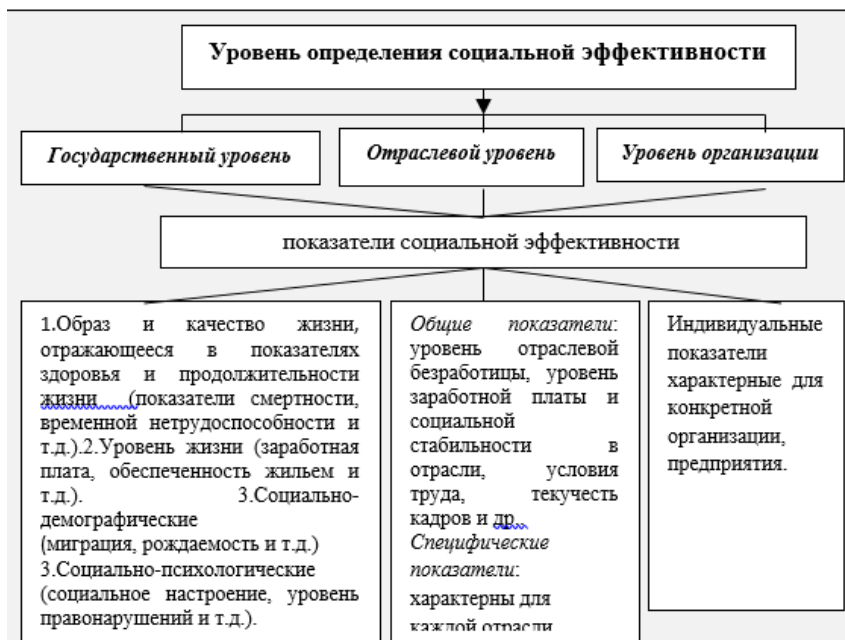 Уровень определения социальной эффективности
Государственный уровень
Отраслевой уровень
Уровень организации
показатели социальной эффективности
1.Образ и качество жизни,
отражающееся в показателях
здоровья и продолжительности
жизни (показатели смертности,
временной нетрудоспособности и
т.д.).2.Уровень жизни (заработная
плата, обеспеченность жильем и
т.д.). 3.Социально-
демографические
(миграция, рождаемость и т.д.)
3.Социально-психологические
(социальное настроение, уровень
правонарушений и т.д.).
Общие показатели:
уровень отраслевой
безработицы, уровень
заработной платы и
социальной
стабильности в
отрасли, условия
труда, текучесть
кадров и др..
Специфические
показатели:
характерны для
каждой отрасли
Индивидуальные
показатели
характерные для
конкретной
организации,
предприятия.